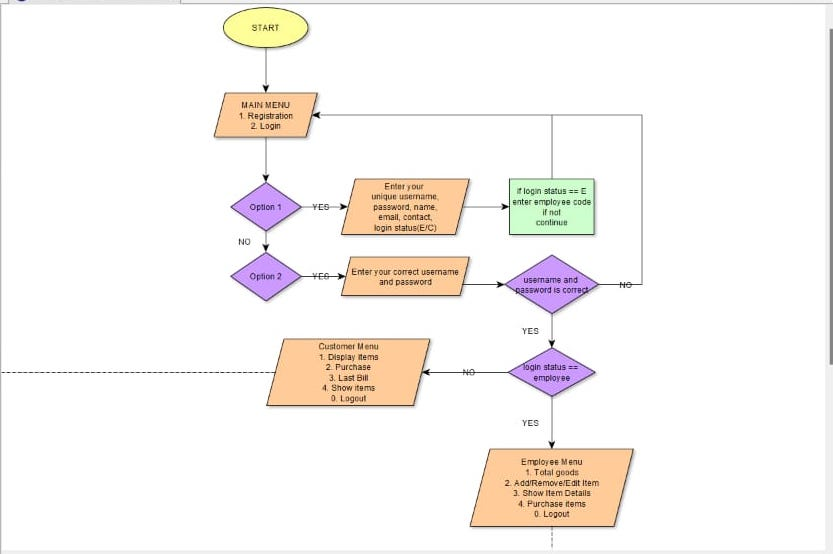 START
MAIN MENU
1. Registration
2. Login
Option 1
YES
Enter your
unique username,
password, name,
email, contact,
login status(E/C)
if login status == E
enter employee code
if not
continue
NO
Option 2
YES
Enter your correct username
and password
username and
password is correct
NO
YES
Customer Menu
1. Display items
2. Purchase
3. Last Bill
4. Show items
0. Logout
NO
login status ==
employee
YES
Employee Menu
1. Total goods
2. Add/Remove/Edit Item
3. Show Item Details
4. Purchase items
0. Logout